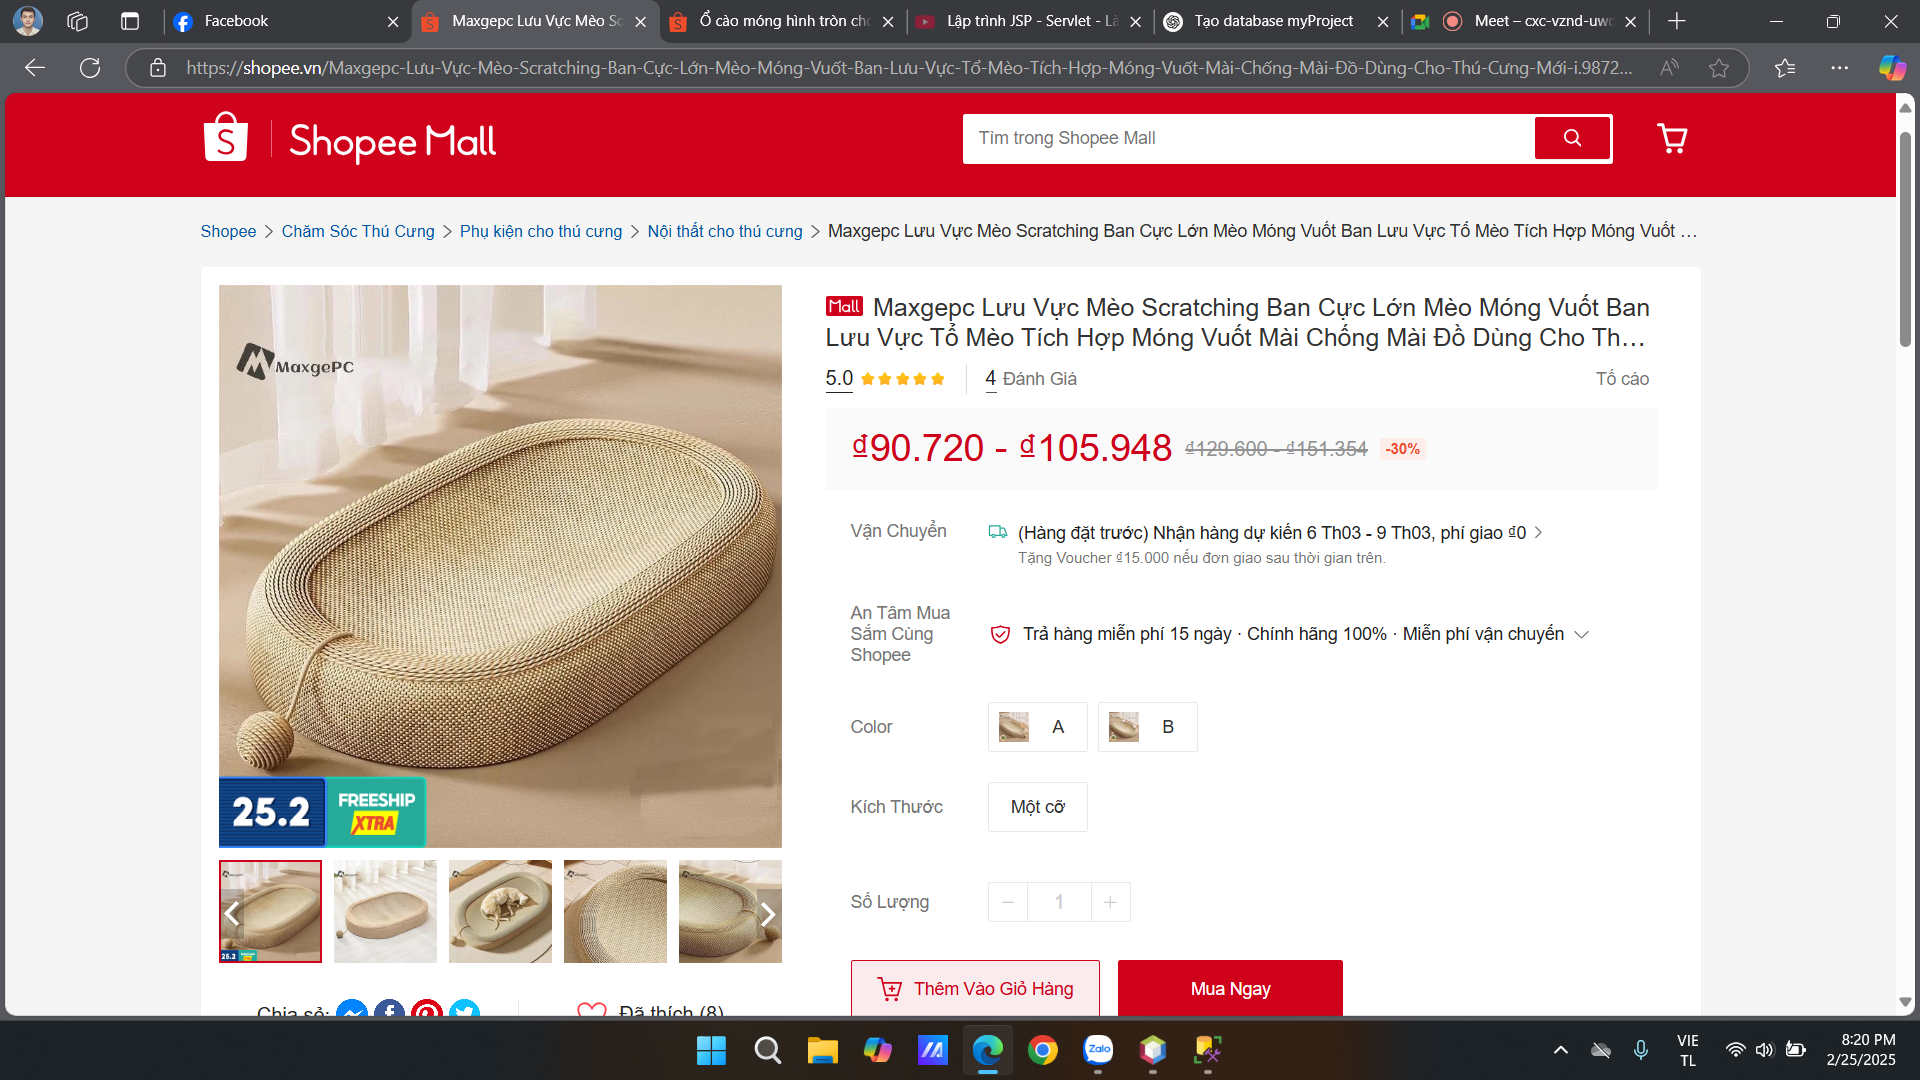 Facebook
Maxgepc Lưu Vực Mèo Sc
Ổ cào móng hình tròn chо
Lập trình JSP - Servlet - Lậ
Tạo database myProject
Meet – cxc-vznd-uwc
https://shopee.vn/Maxgepc-Lưu-Vực-Mèo-Scratching-Ban-Cực-Lớn-Mèo-Móng-Vuốt-Ban-Lưu-Vực-Tổ-Mèo-Tích-Hợp-Móng-Vuốt-Mài-Chống-Mài-Đồ-Dùng-Cho-Thú-Cưng-Mới-i.9872...
S
Shopee Mall
Tìm trong Shopee Mall
Shopee
Chăm Sóc Thú Cưng
Phụ kiện cho thú cưng
Nội thất cho thú cưng
Maxgepc Lưu Vực Mèo Scratching Ban Cực Lớn Mèo Móng Vuốt Ban Lưu Vực Tổ Mèo Tích Hợp Móng Vuốt ...
MaxgePC
25.2
FREESHIP
XTRA
25.2
Mall Maxgepc Lưu Vực Mèo Scratching Ban Cực Lớn Mèo Móng Vuốt Ban
Lưu Vực Tổ Mèo Tích Hợp Móng Vuốt Mài Chống Mài Đồ Dùng Cho Th...
5.0
4 Đánh Giá
Tố cáo
₫90.720 - ₫105.948
₫129.600 - ₫151.354
-30%
Vận Chuyển
(Hàng đặt trước) Nhận hàng dự kiến 6 Th03 - 9 Th03, phí giao ₫0
Tặng Voucher ₫15.000 nếu đơn giao sau thời gian trên.
An Tâm Mua
Sắm Cùng
Shopee
Trả hàng miễn phí 15 ngày · Chính hãng 100% · Miễn phí vận chuyển
Color
A
B
Kích Thước
Một cỡ
Số Lượng
1
Thêm Vào Giỏ Hàng
Mua Ngay
Chia sẻ:
Đã thích (8)
Zalo
VIE
TL
8:20 PM
2/25/2025